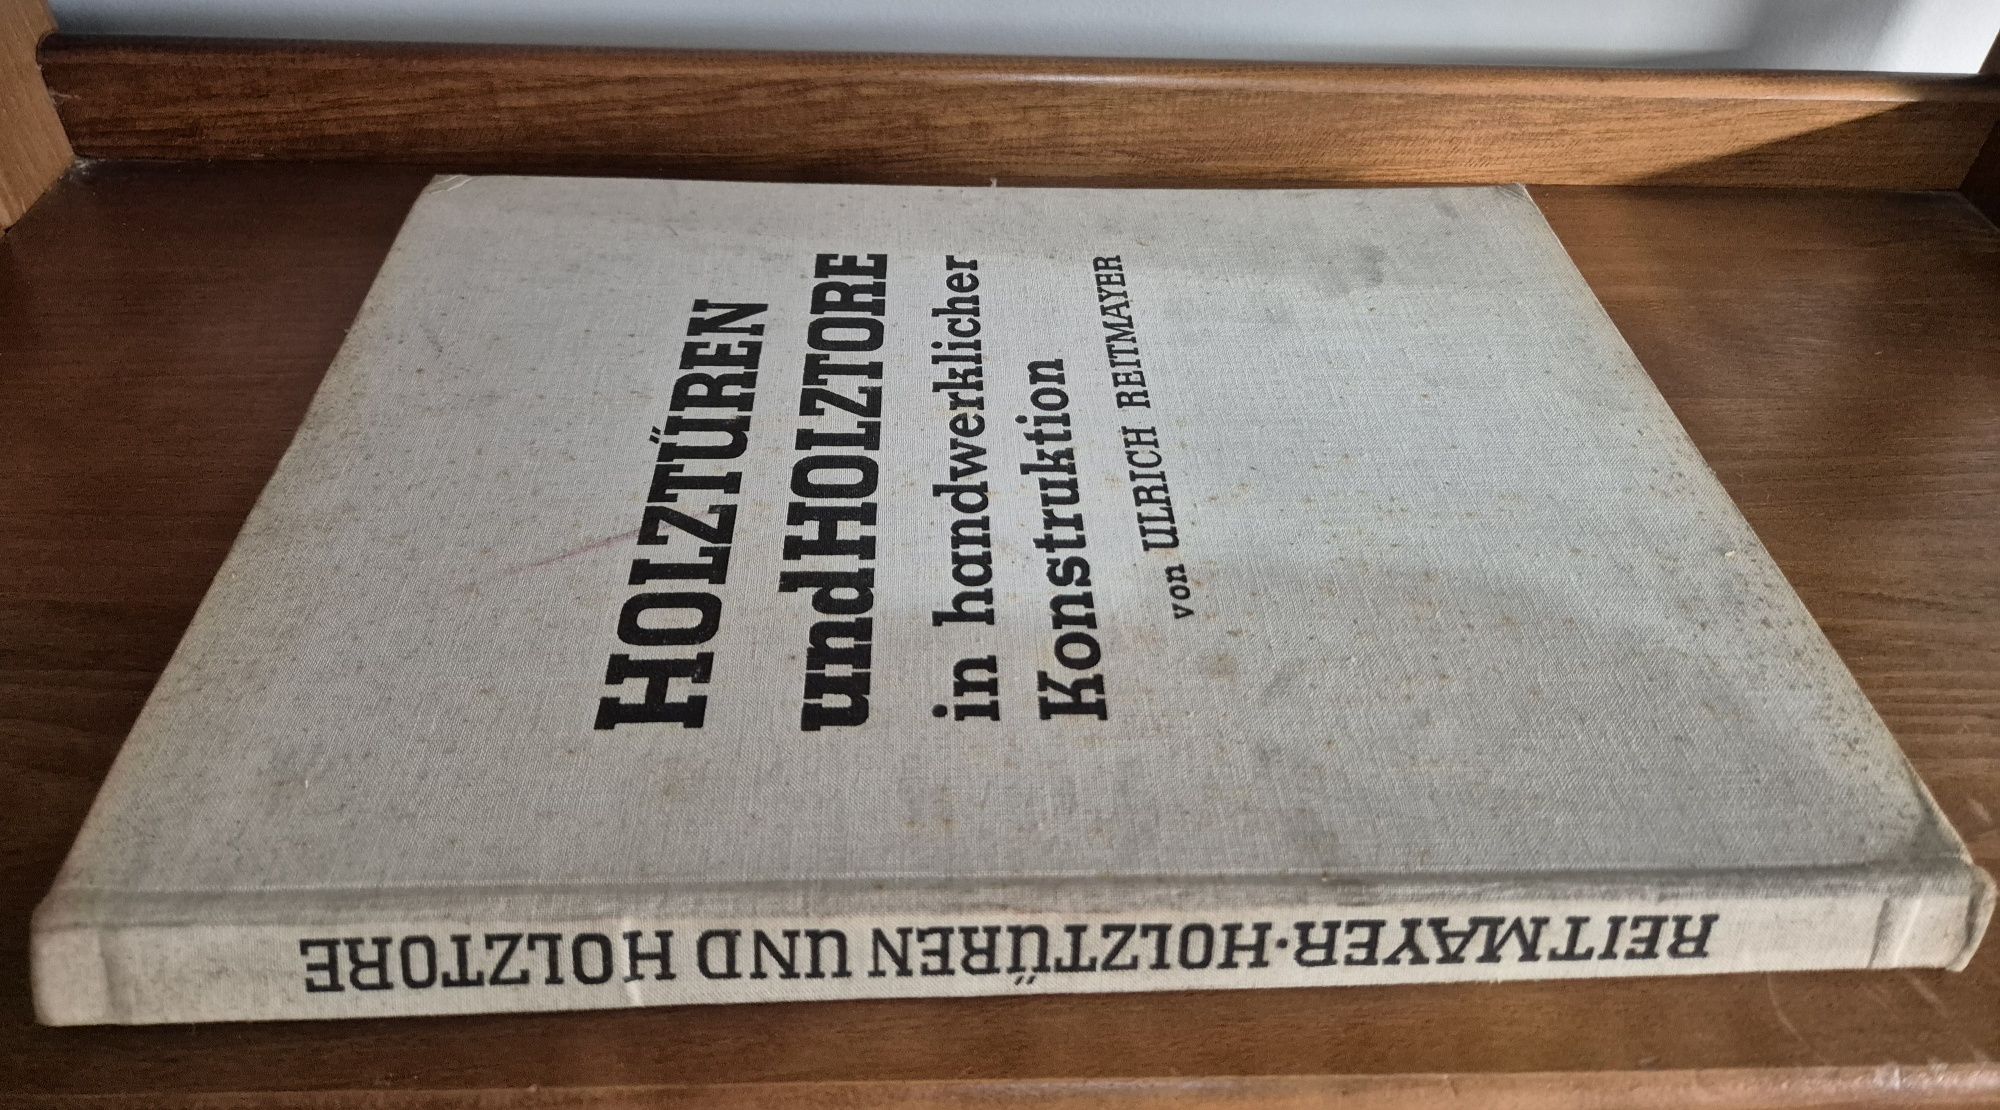 HOLZTÜREN
und HOLZTORE
in handwerklicher
Konstruktion
von ULRICH REITMAYER
REITMAYER·HOLZTÜREN UND HOLZTORE